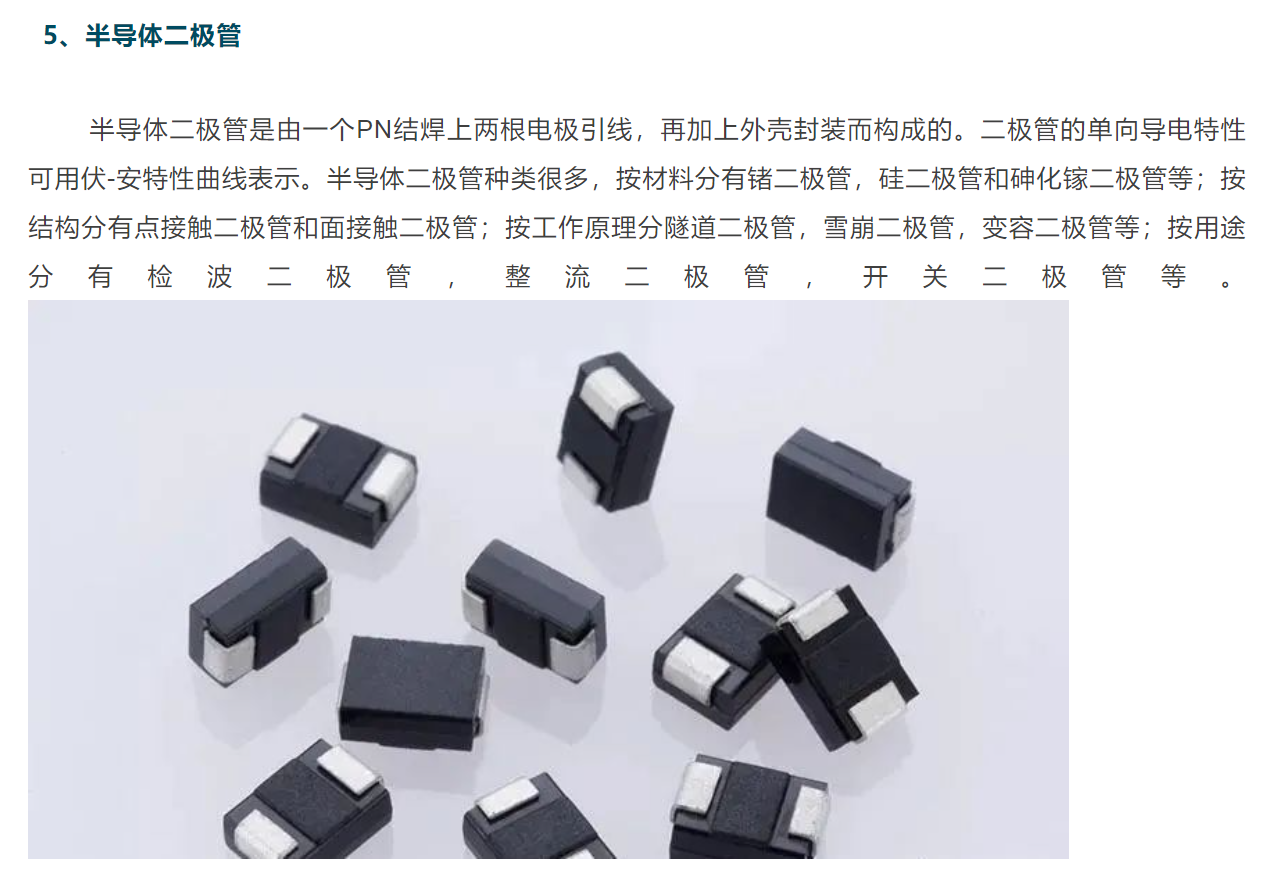 5、半导体二极管
半导体二极管是由一个PN结焊上两根电极引线，再加上外壳封装而构成的。二极管的单向导电特性
可用伏-安特性曲线表示。半导体二极管种类很多，按材料分有锗二极管，硅二极管和砷化镓二极管等；按
结构分有点接触二极管和面接触二极管；按工作原理分隧道二极管，雪崩二极管，变容二极管等；按用途
分有检波二极管，整流二极管，开关二极管等。